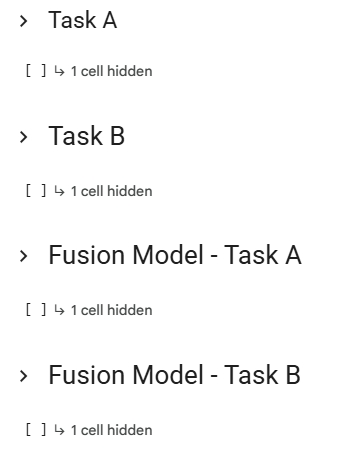 Task A
[ ] ↳ 1 cell hidden
Task B
[ ] ↳ 1 cell hidden
Fusion Model - Task A
[ ] ↳ 1 cell hidden
Fusion Model - Task B
[ ] ↳ 1 cell hidden